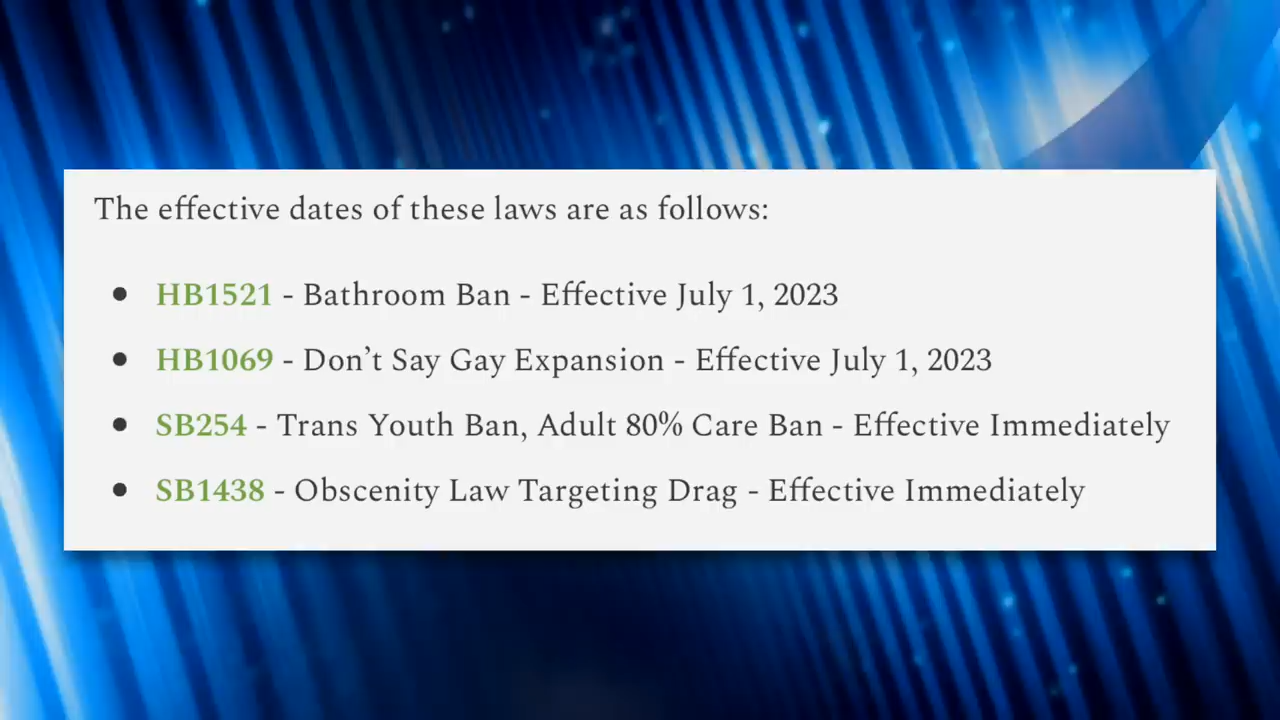 The effective dates of these laws are as follows:
● HB1521 - Bathroom Ban - Effective July 1, 2023
● HB1069 - Don’t Say Gay Expansion - Effective July 1, 2023
● SB254 - Trans Youth Ban, Adult 80% Care Ban - Effective Immediately
● SB1438 - Obscenity Law Targeting Drag - Effective Immediately